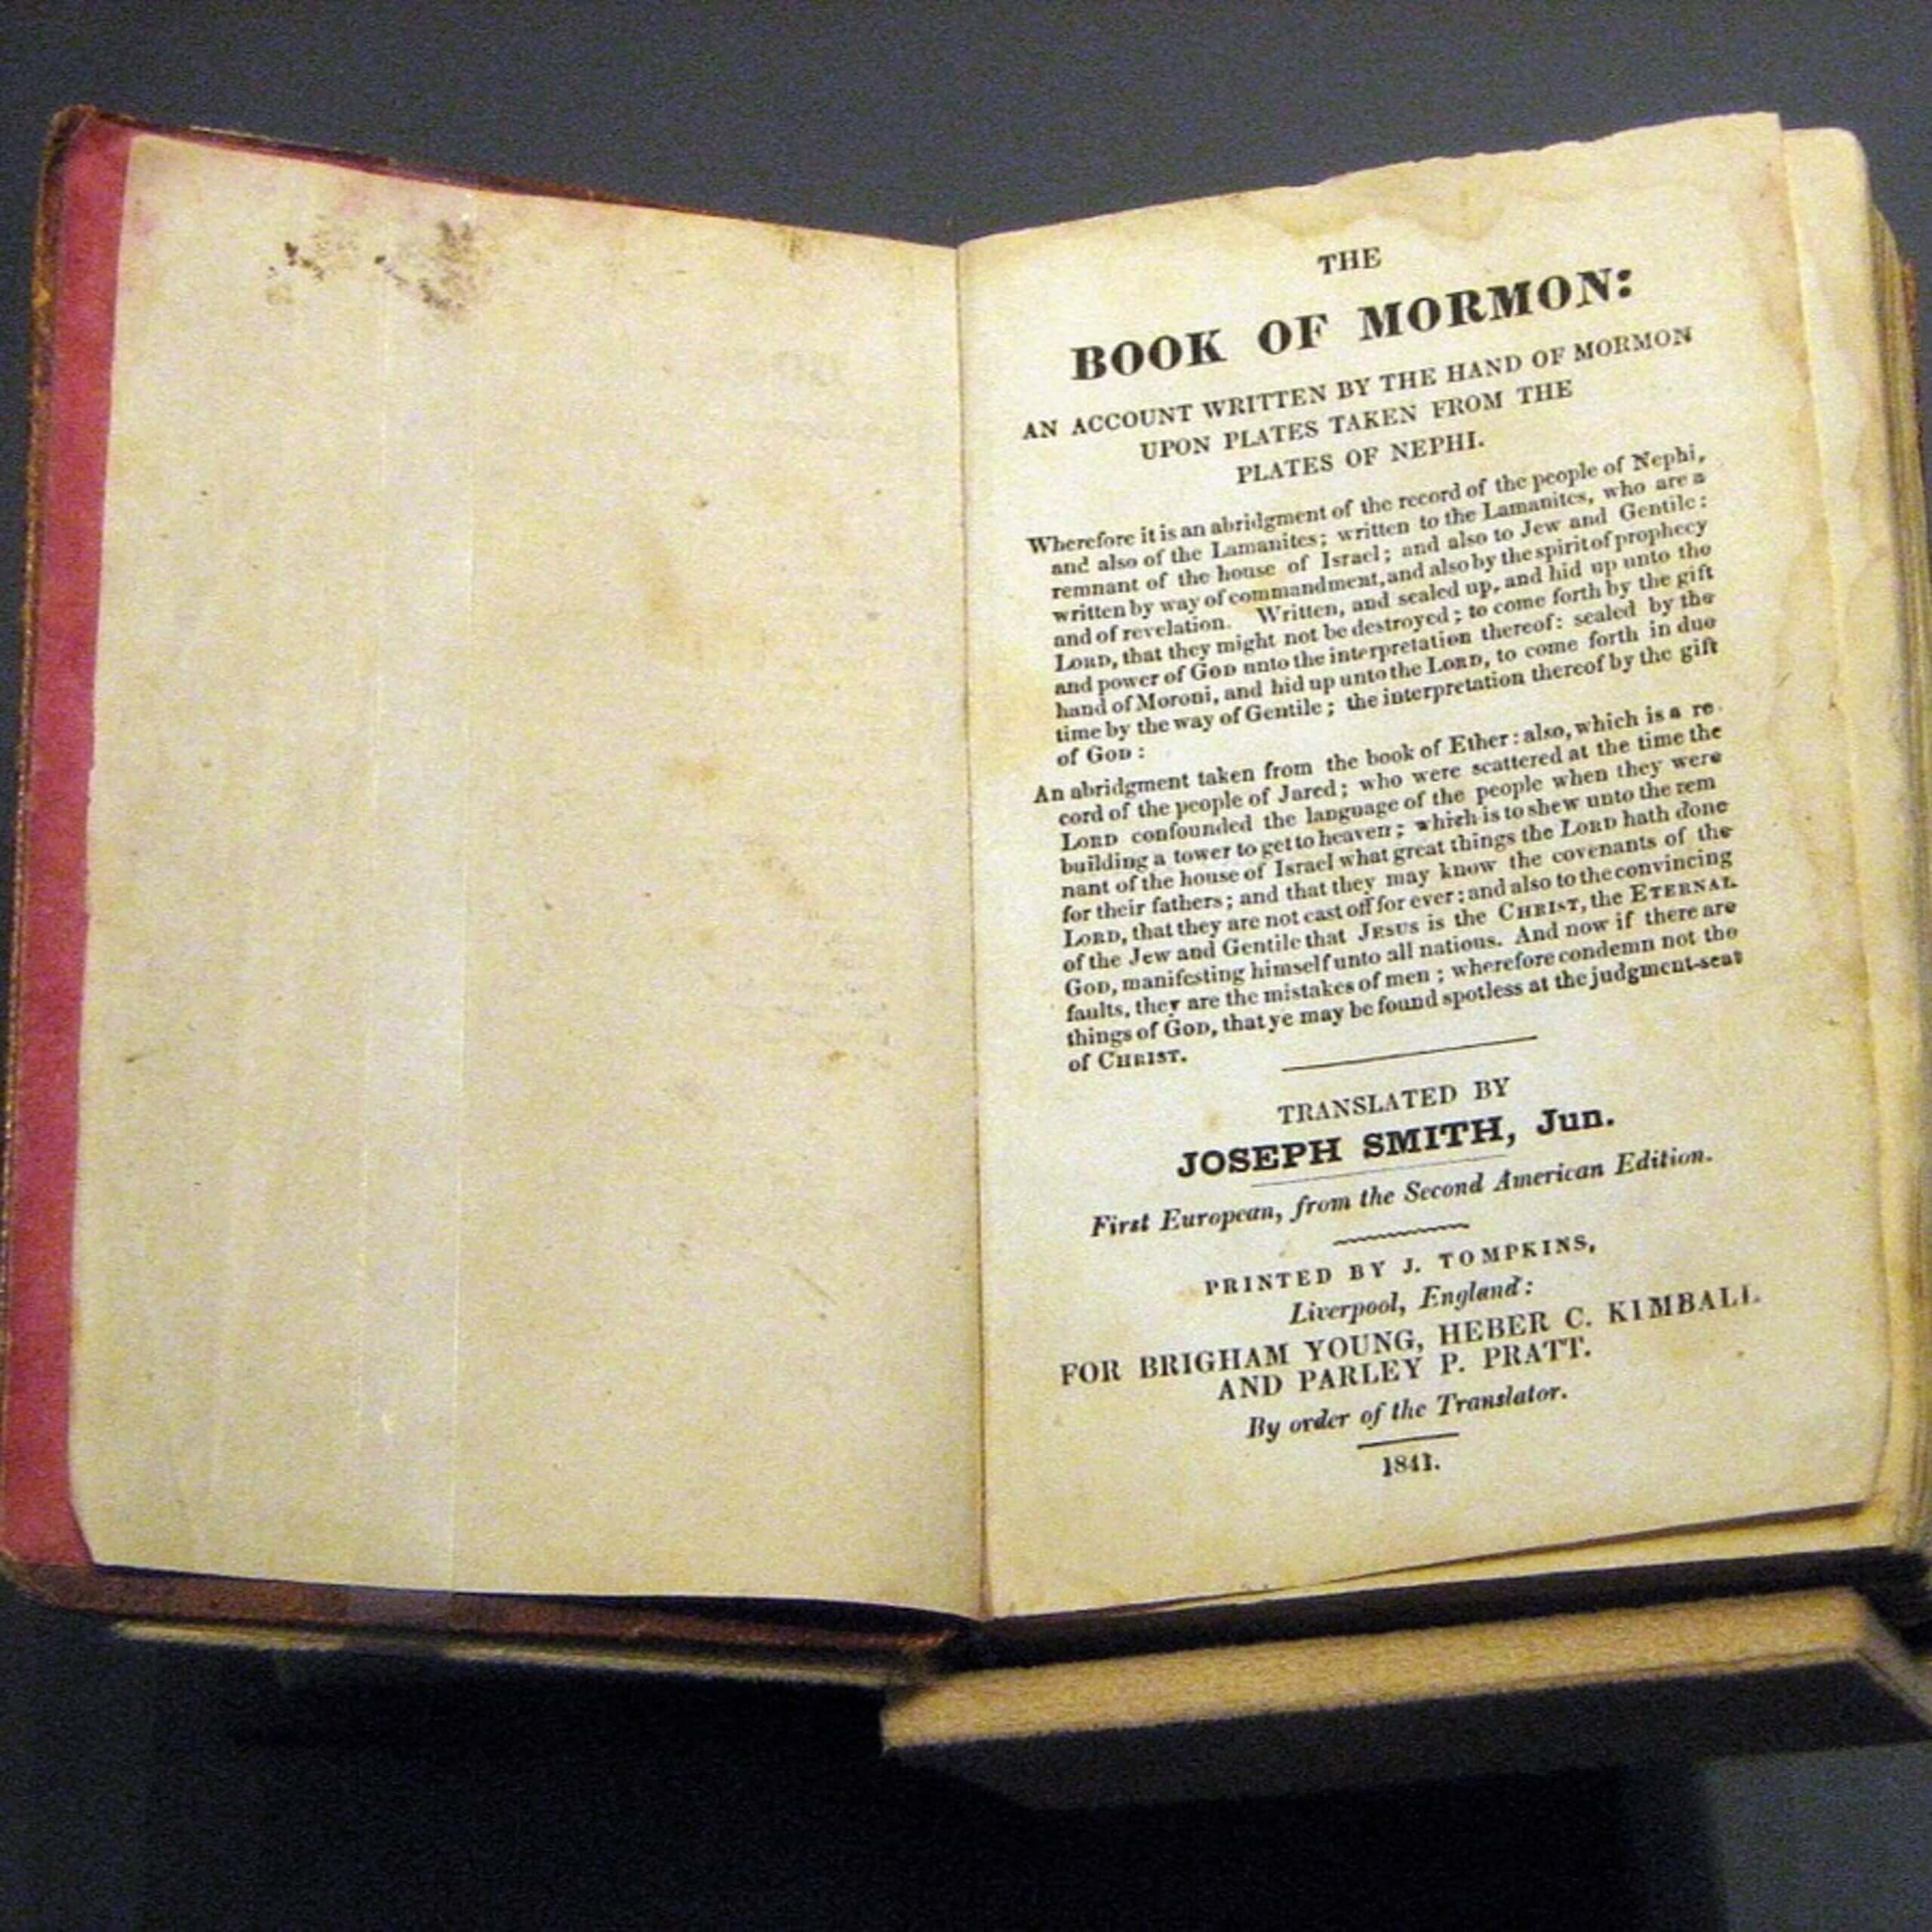 THE
BOOK OF MORMON:
AN ACCOUNT WRITTEN BY THE HAND OF MORMON
UPON PLATES TAKEN FROM THE
PLATES OF NEPHI.
Wherefore it is an abridgment of the record of the people of Nephi,
and also of the Lamanites; written to the Lamanites, who are a
remnant of the house of Israel; and also to Jew and Gentile:
written by way of commandment, and also by the spirit of prophecy
and of revelation. Written, and sealed up, and hid up unto the
LORD, that they might not be destroyed; to come forth by the gift
and power of GOD unto the interpretation thereof: sealed by the
hand of Moroni, and hid up unto the LORD, to come forth in due
time by the way of Gentile; the interpretation thereof by the gift
of GOD:
An abridgment taken from the book of Ether: also, which is a re
cord of the people of Jared; who were scattered at the time the
LORD confounded the language of the people when they were
building a tower to get to heaven; which is to shew unto the rem
nant of the house of Israel what great things the LORD hath done
for their fathers; and that they may know the covenants of the
LORD, that they are not cast off for ever; and also to the convincing
of the Jew and Gentile that JESUS is the CHRIST, the ETERNAL
GOD, manifesting himself unto all nations. And now if there are
faults, they are the mistakes of men; wherefore condemn not the
things of GOD, that ye may be found spotless at the judgment-seat
of CHRIST.
TRANSLATED BY
JOSEPH SMITH, Jun.
First European, from the Second American Edition.
PRINTED BY J. TOMPKINS,
Liverpool, England:
FOR BRIGHAM YOUNG, HEBER C. KIMBALL
AND PARLEY P. PRATT.
By order of the Translator.
1841.